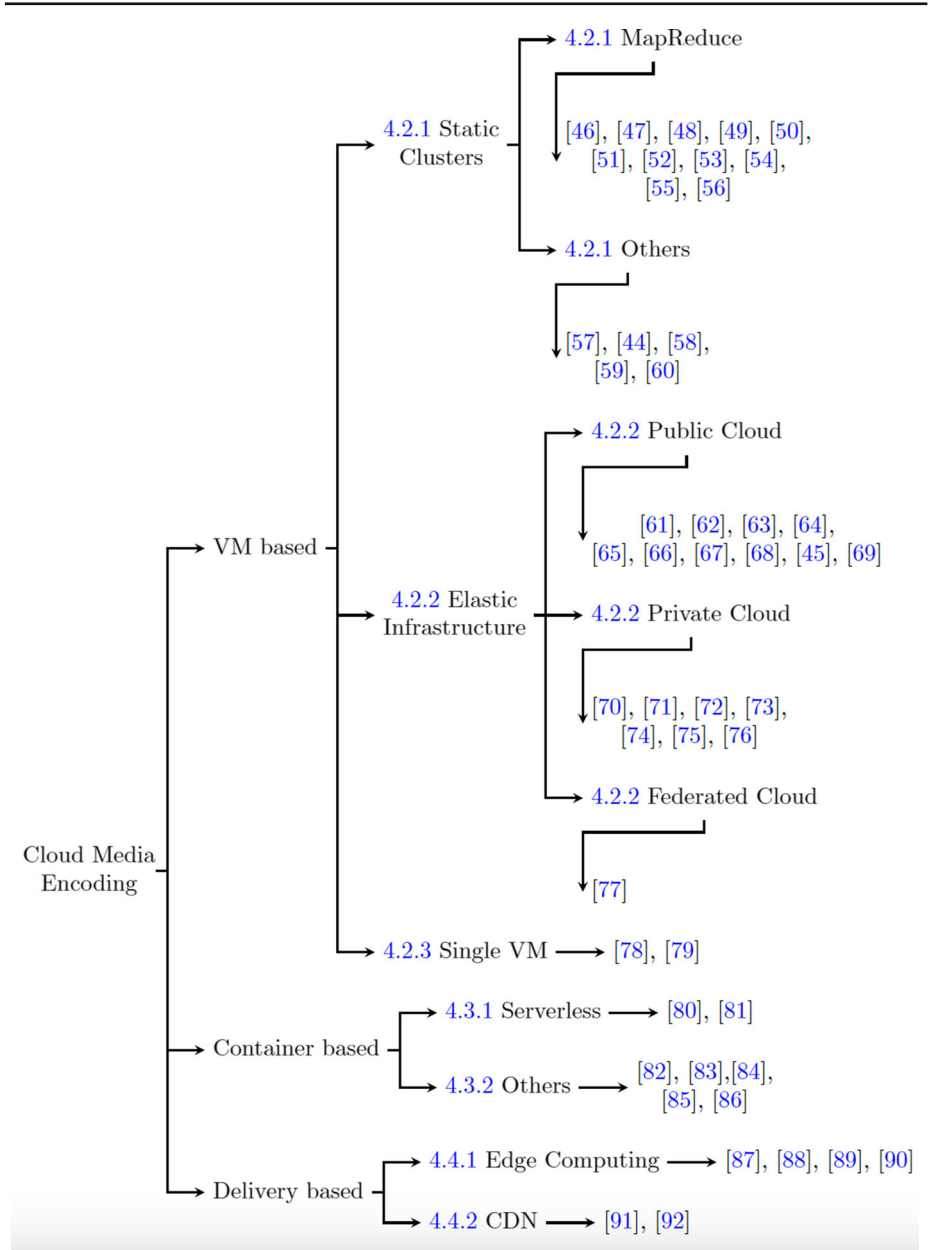 4.2.1 MapReduce
[46], [47], [48], [49], [50],
[51], [52], [53], [54],
[55], [56]
4.2.1 Static
Clusters
4.2.1 Others
[57], [44], [58],
[59], [60]
4.2.2 Public Cloud
[61], [62], [63], [64],
[65], [66], [67], [68], [45], [69]
VM based
4.2.2 Elastic
Infrastructure
4.2.2 Private Cloud
[70], [71], [72], [73],
[74], [75], [76]
4.2.2 Federated Cloud
[77]
Cloud Media
Encoding
4.2.3 Single VM
[78], [79]
4.3.1 Serverless
[80], [81]
Container based
4.3.2 Others
[82], [83],[84],
[85], [86]
4.4.1 Edge Computing
[87], [88], [89], [90]
Delivery based
4.4.2 CDN
[91], [92]